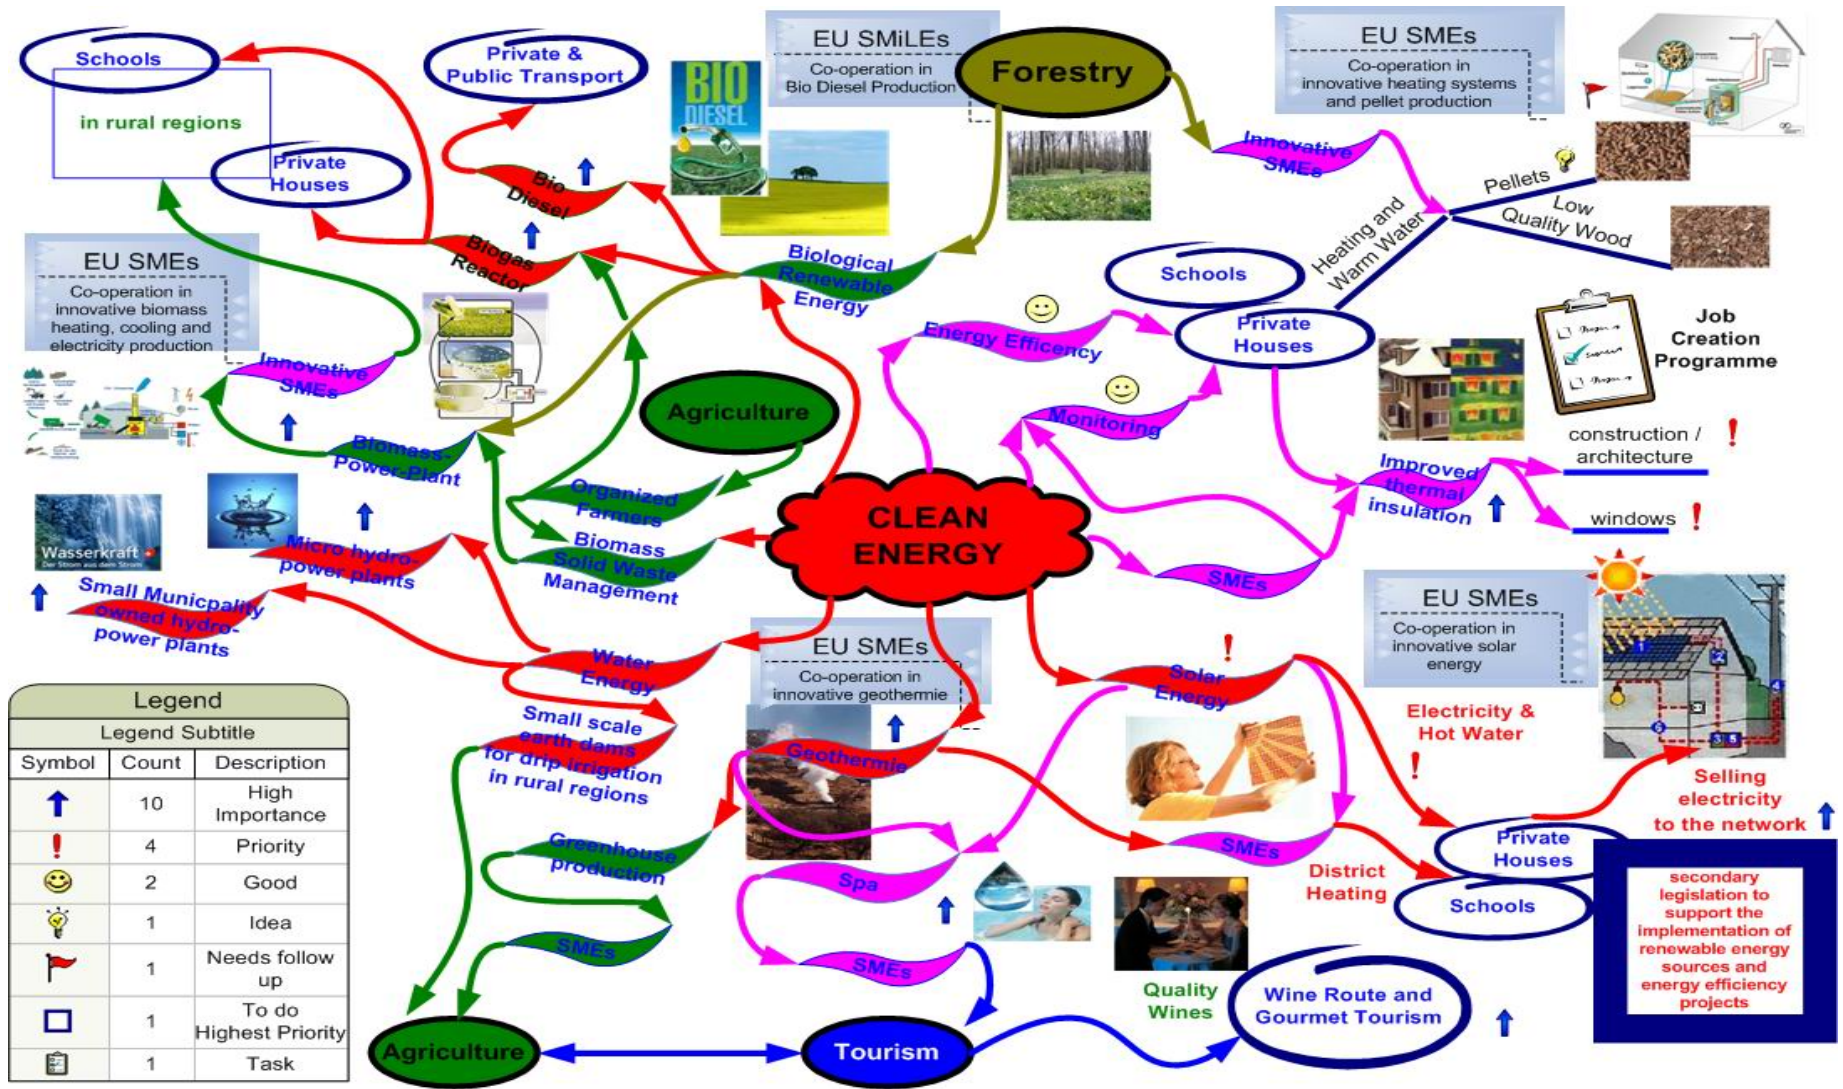 Schools
in rural regions
Private
Houses
Private &
Public Transport
EU SMiLEs
Co-operation in
Bio Diesel Production
BIO
DIESEL
Forestry
EU SMEs
Co-operation in
innovative heating systems
and pellet production
Innovative
SMEs
Pellets
Low
Quality Wood
Heating and
Warm Water
Bio
Diesel
Biogas
Reactor
Biological
Renewable
Energy
EU SMEs
Co-operation in
innovative biomass
heating, cooling and
electricity production
Innovative
SMEs
Biomass-
Power-Plant
Agriculture
Organized
Farmers
Biomass
Solid Waste
Management
CLEAN
ENERGY
Energy Efficency
Monitoring
Schools
Private
Houses
Job
Creation
Programme
construction /
architecture
windows
Improved
thermal
insulation
SMEs
Wasserkraft
Der Strom aus dem Strom
Micro hydro-
power plants
Small Municpality
owned hydro-
power plants
Water
Energy
Small scale
earth dams
for drip irrigation
in rural regions
EU SMEs
Co-operation in
innovative geothermie
Geothermie
Solar
Energy
EU SMEs
Co-operation in
innovative solar
energy
Electricity &
Hot Water
Selling
electricity
to the network
Private
Houses
Schools
District
Heating
SMEs
Greenhouse
production
SMEs
Spa
SMEs
Quality
Wines
Wine Route and
Gourmet Tourism
Agriculture
Tourism
secondary
legislation to
support the
implementation of
renewable energy
sources and
energy efficiency
projects
Legend
Legend Subtitle
Symbol Count Description
10 High
Importance
4 Priority
2 Good
1 Idea
1 Needs follow
up
1 To do
Highest Priority
1 Task